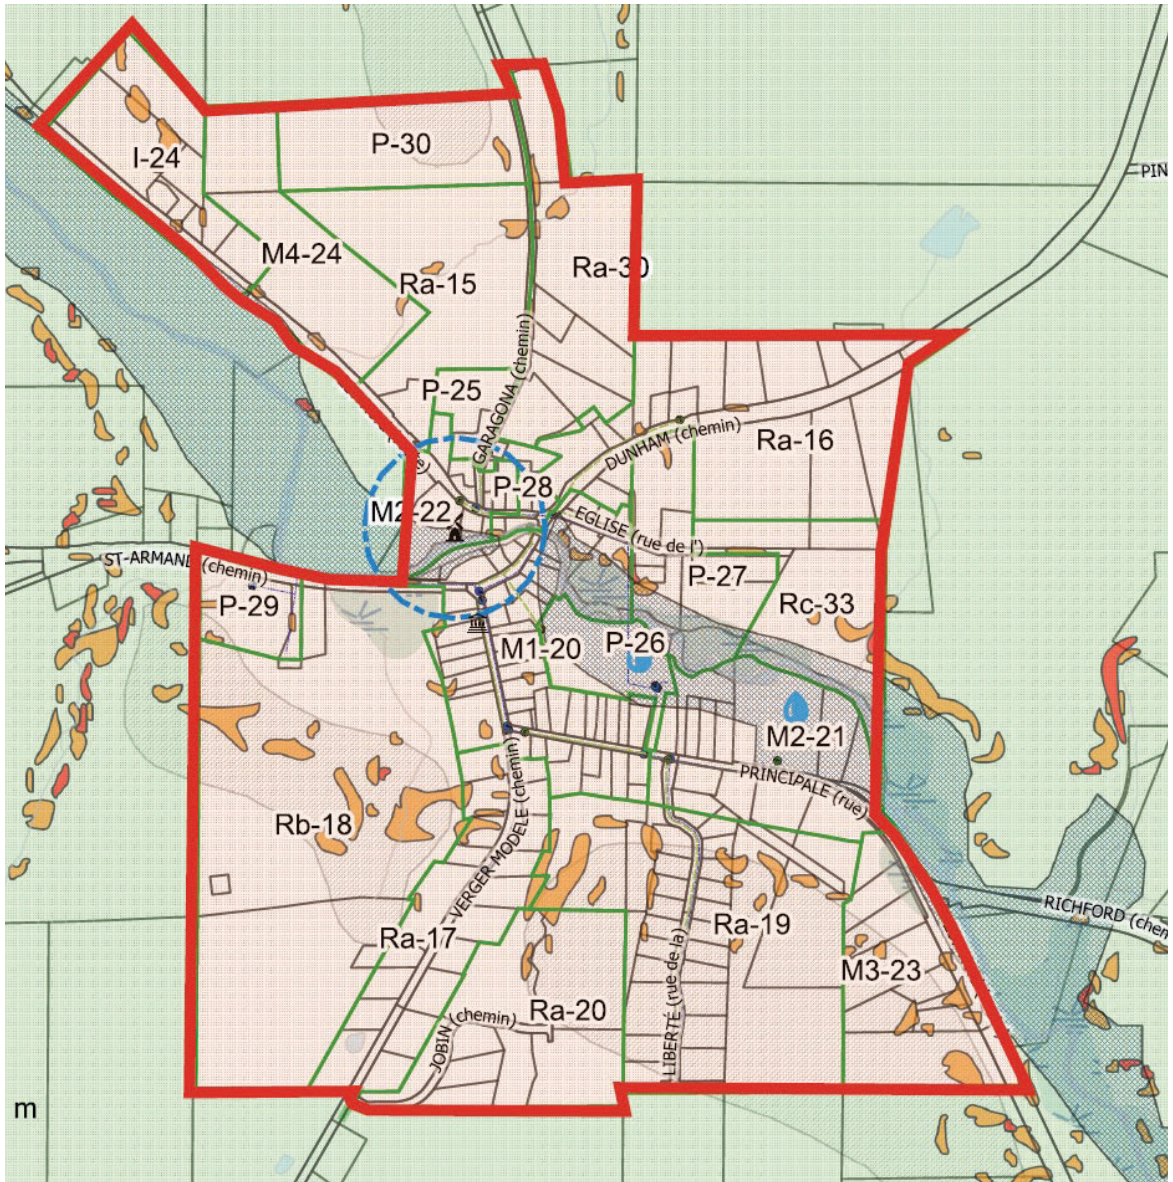 P-30
I-24
PIN
M4-24
Ra-15
Ra-30
GARAGONA (chemin)
P-25
DUNHAM (chemin)
Ra-16
P-28
M2-22
EGLISE (rue de l')
ST-ARMAND (chemin)
P-27
P-29
Rc-33
M1-20
P-26
M2-21
PRINCIPALE (rue)
VERGER-MODELE (chemin)
Rb-18
RICHFORD (chem
Ra-17
Ra-19
LIBERTÉ (rue de la)
M3-23
Ra-20
JOBIN (chemin)
m